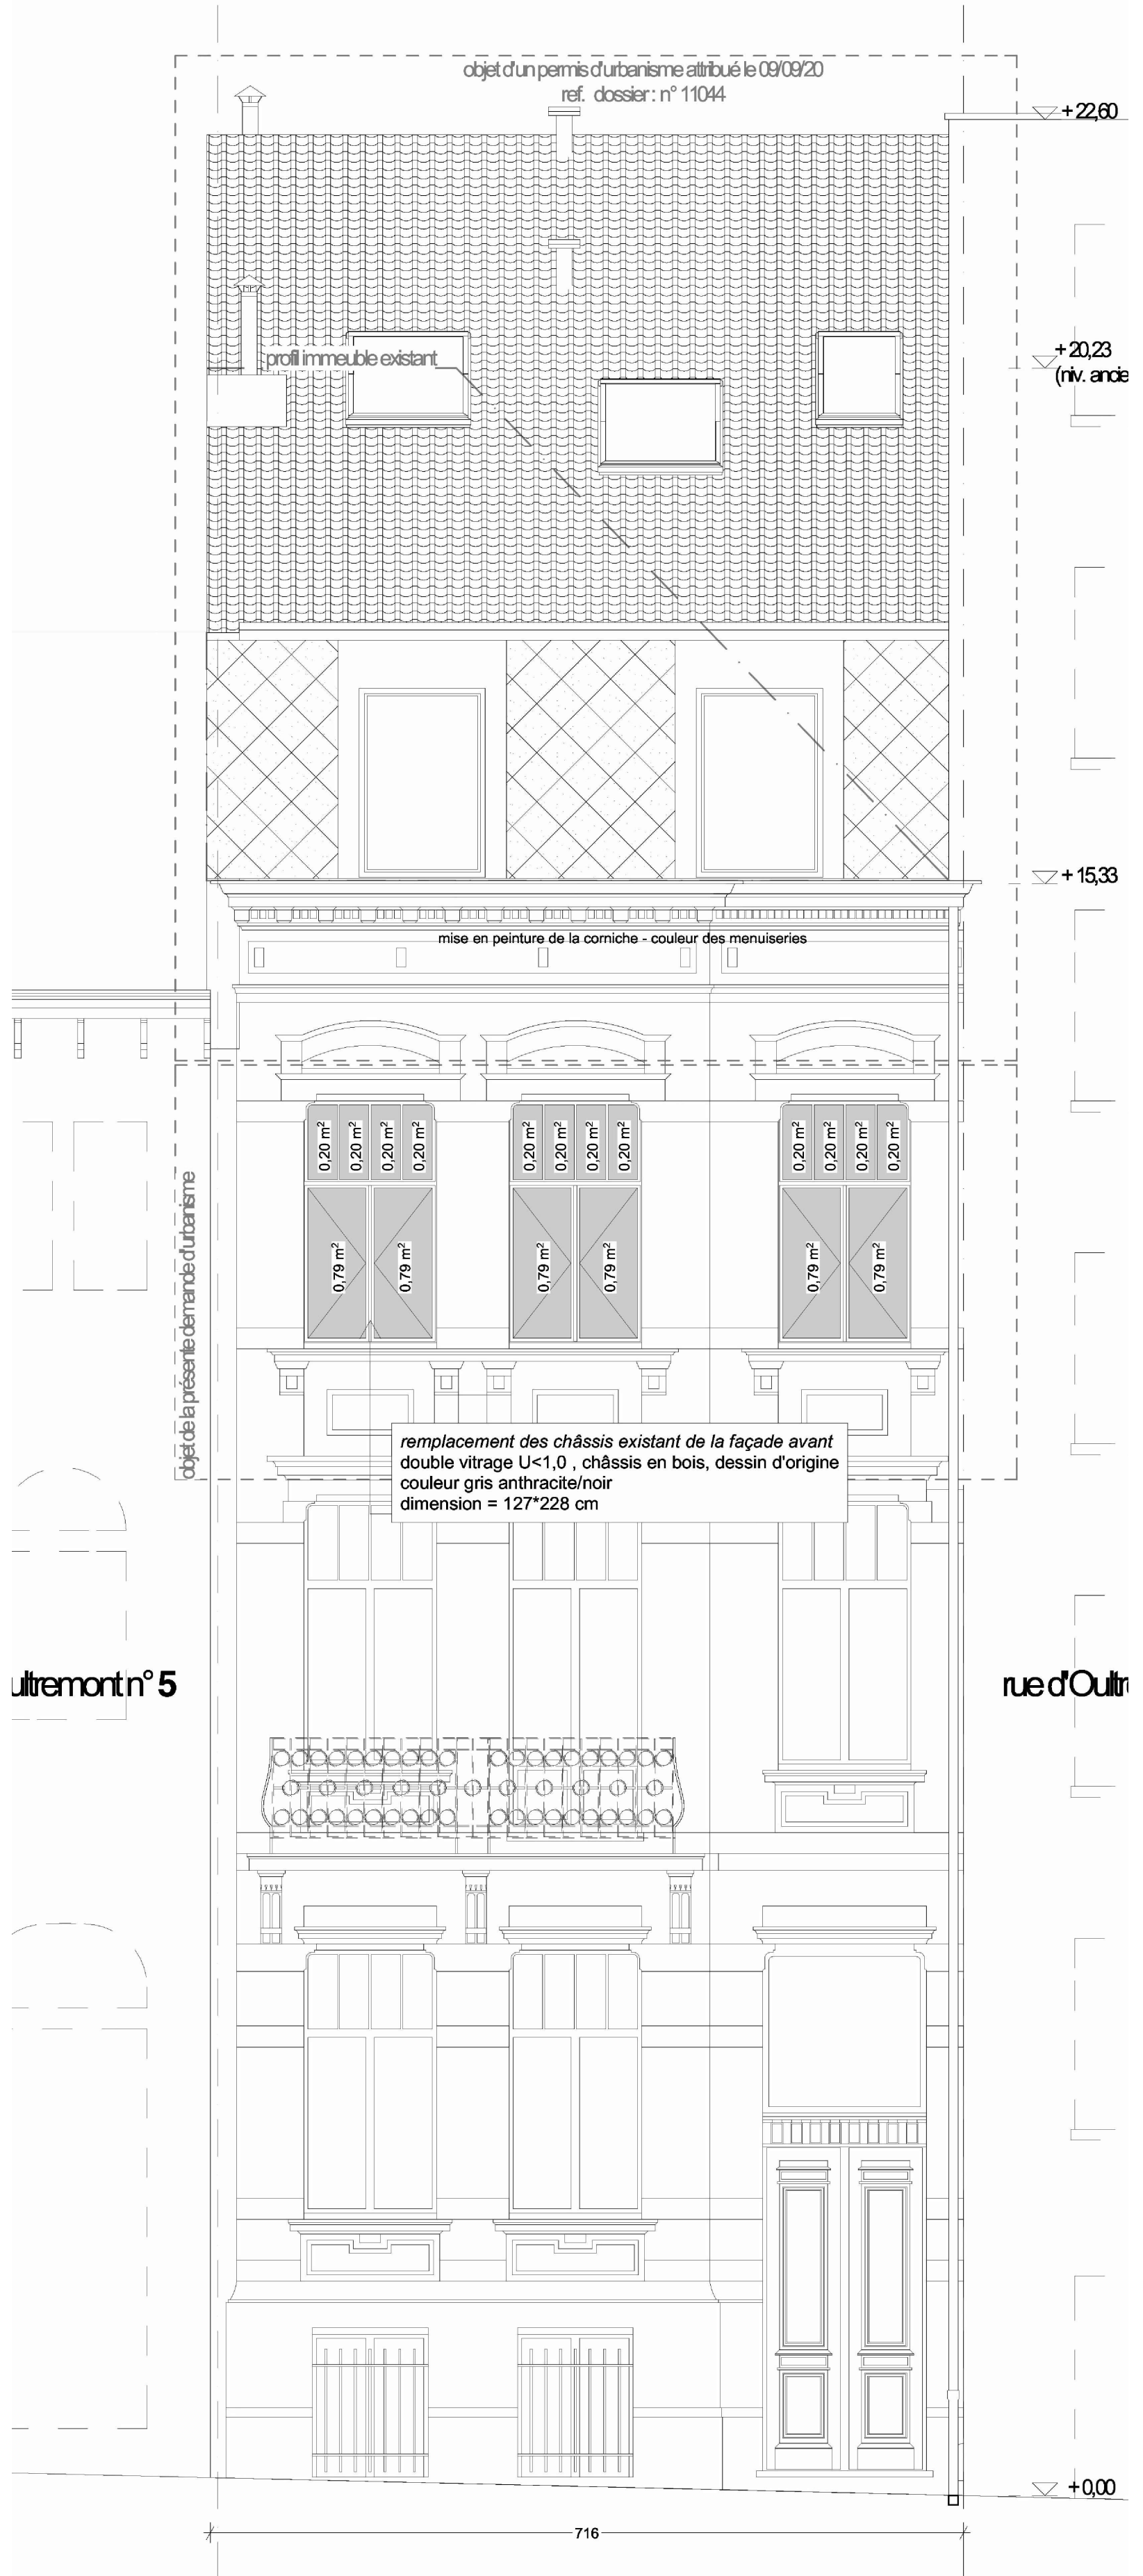 objet d'un permis d'urbanisme attribué le 09/09/20
ref. dossier : n° 11044
+ 22,60
profil immeuble existant
+ 20,23
(niv. ancie
+ 15,33
mise en peinture de la corniche - couleur des menuiseries
0,20 m²
0,20 m²
0,20 m²
0,20 m²
0,20 m²
0,20 m²
0,20 m²
0,20 m²
0,20 m²
0,20 m²
0,20 m²
0,20 m²
0,79 m²
0,79 m²
0,79 m²
0,79 m²
0,79 m²
0,79 m²
objet de la présente demande d'urbanisme
remplacement des châssis existant de la façade avant
double vitrage U<1,0 , châssis en bois, dessin d'origine
couleur gris anthracite/noir
dimension = 127*228 cm
ultremont n° 5
rue d'Oultr
+ 0,00
716